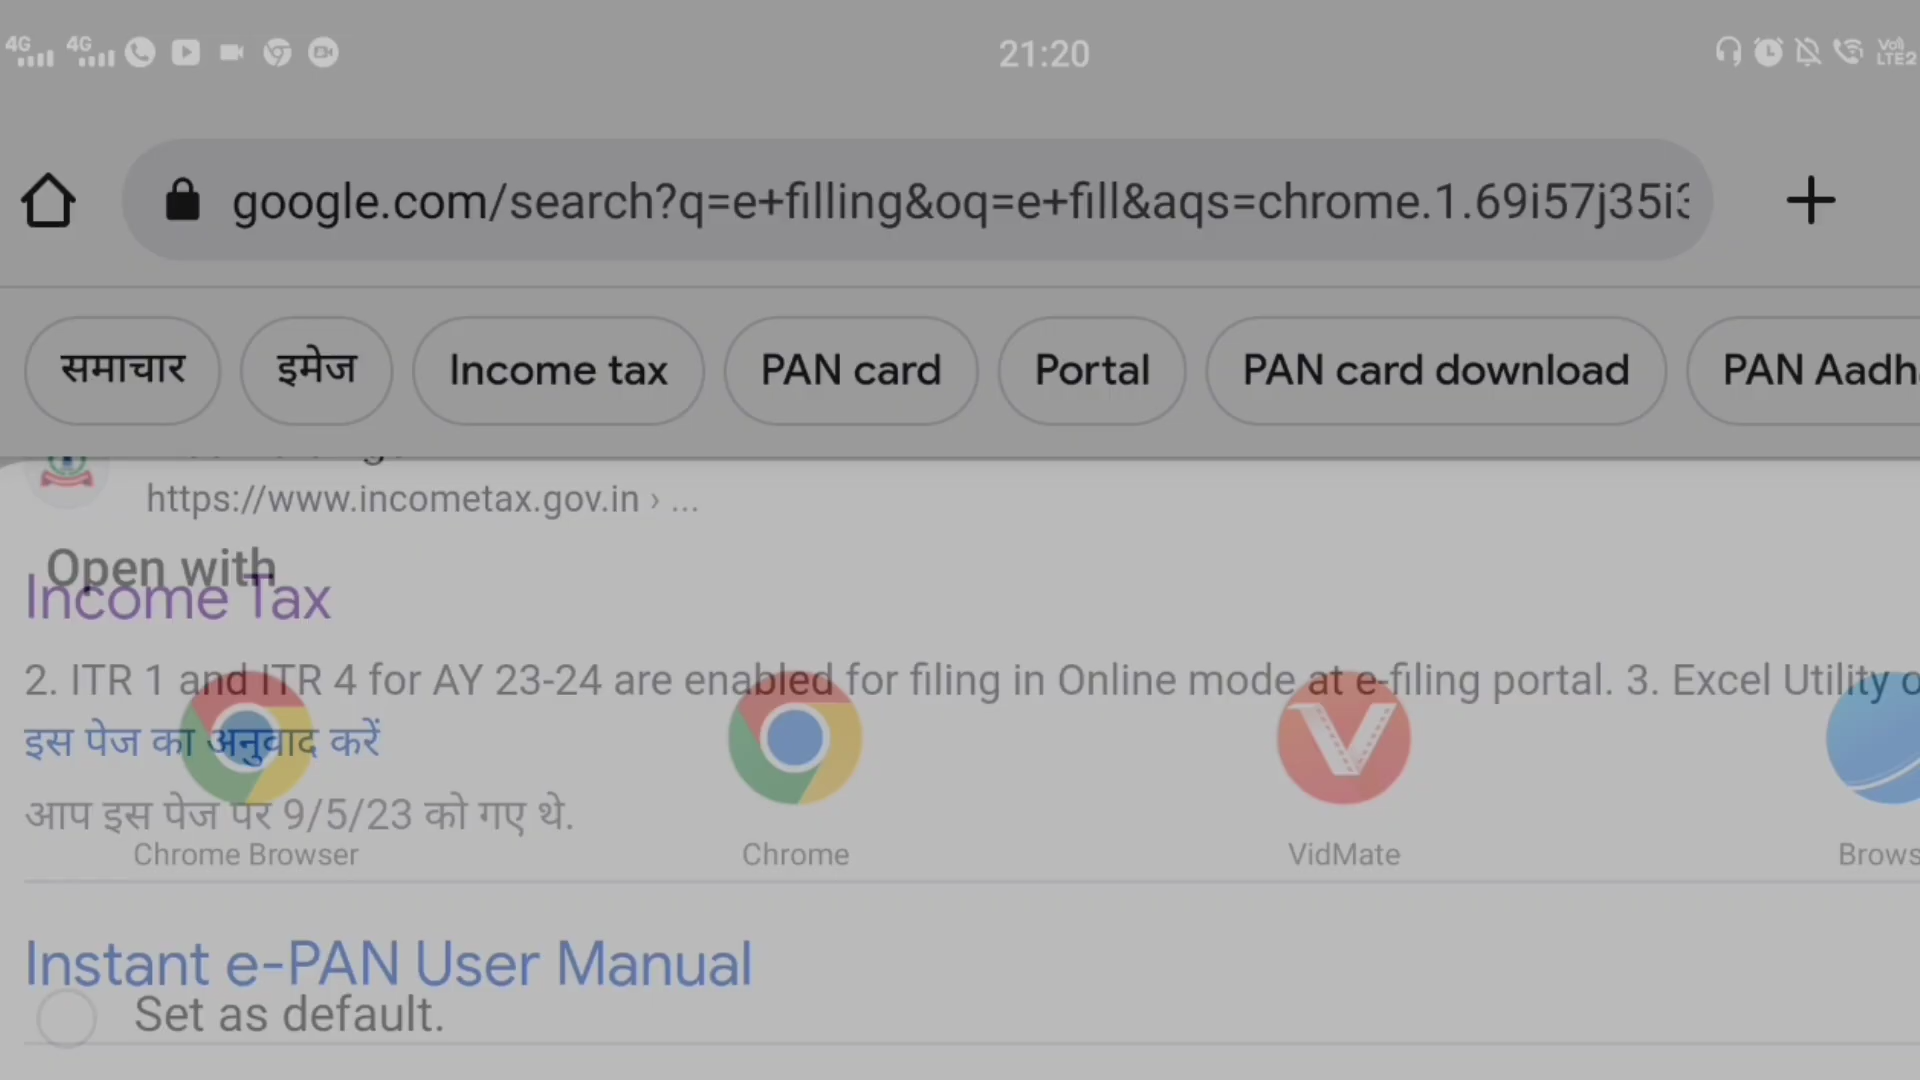 4G 4G 21:20 Vo) LTE2
google.com/search?q=e+filling&oq=e+fill&aqs=chrome.1.69i57j35i3
समाचार इमेज Income tax PAN card Portal PAN card download PAN Aadh
https://www.incometax.gov.in › ...
Open with
Income Tax
2. ITR 1 and ITR 4 for AY 23-24 are enabled for filing in Online mode at e-filing portal. 3. Excel Utility o
इस पेज का अनुवाद करें
आप इस पेज पर 9/5/23 को गए थे.
Chrome Browser Chrome VidMate Brows
Instant e-PAN User Manual
Set as default.